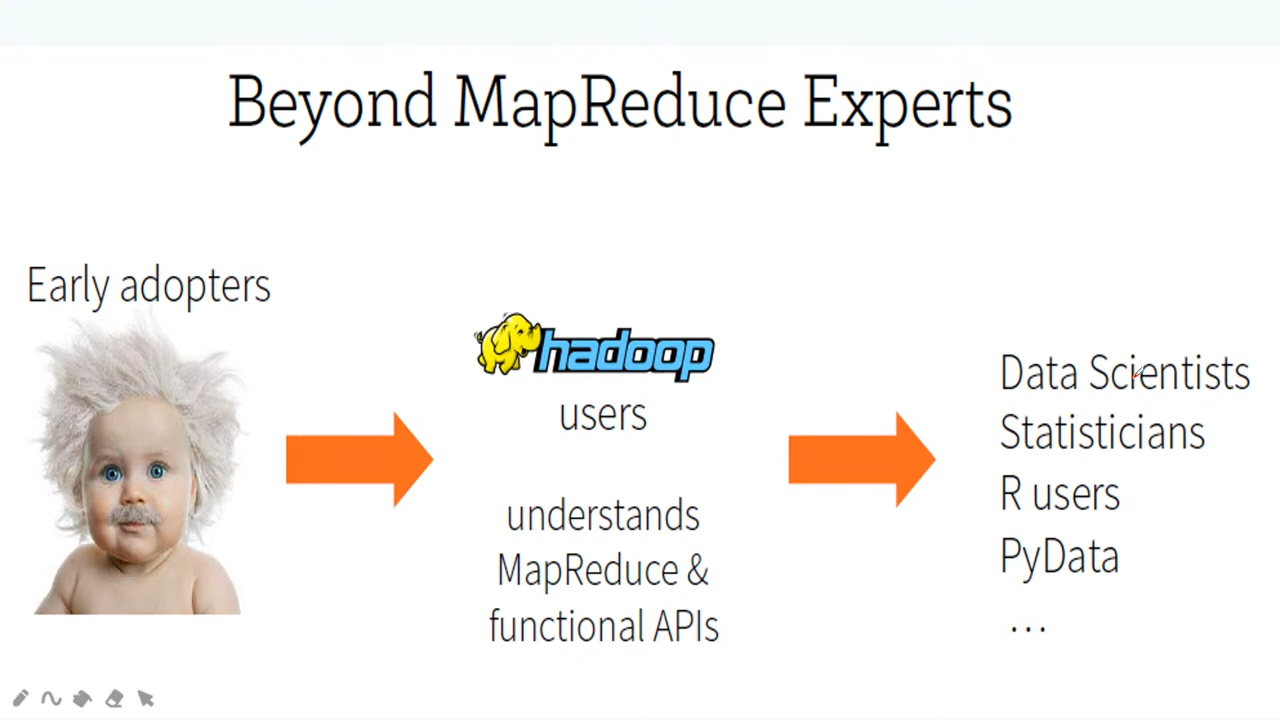 Beyond MapReduce Experts
Early adopters
hadoop
users
understands
MapReduce &
functional APIs
Data Scientists
Statisticians
R users
PyData
…